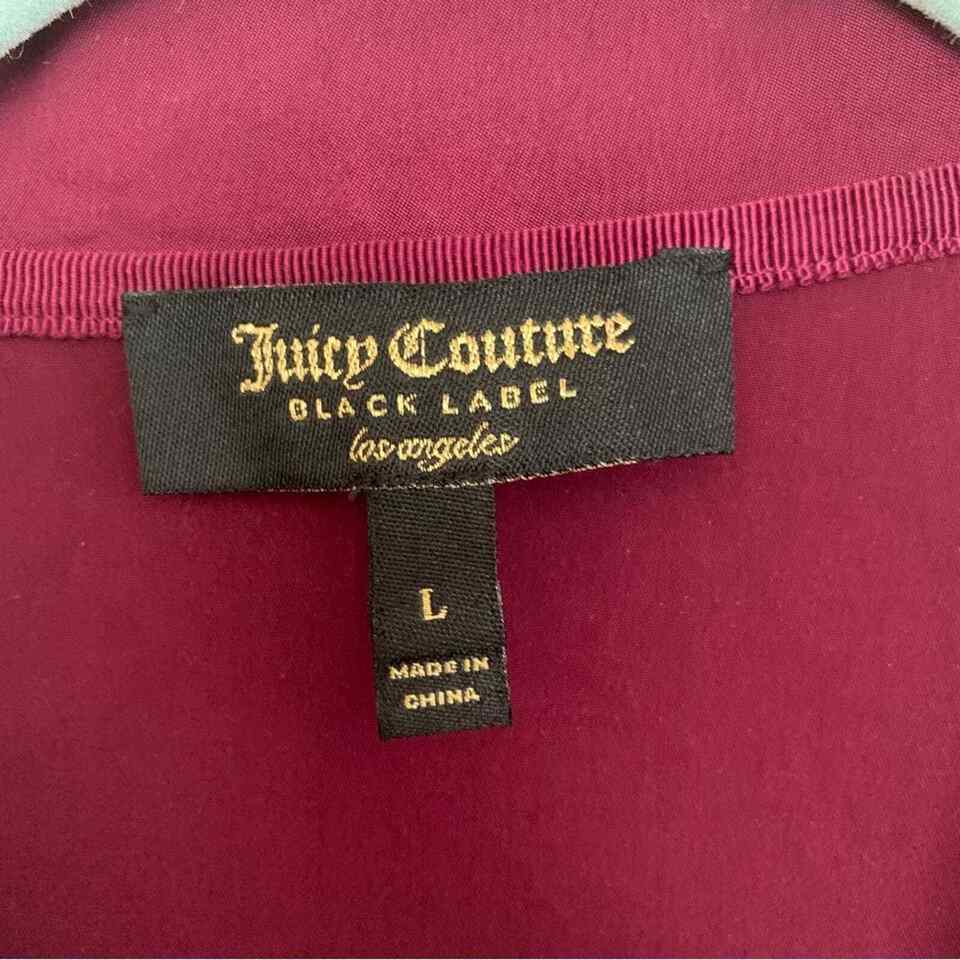 Juicy Couture
BLACK LABEL
los angeles
L
MADE IN
CHINA